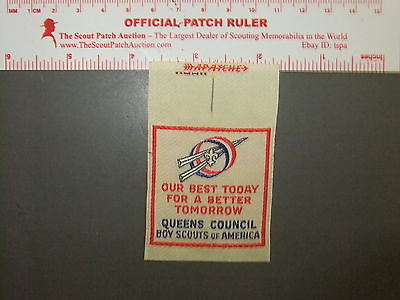 OFFICIAL PATCH RULER
The Scout Patch Auction – The Largest Dealer of Scouting Memorabilia in the World
www.TheScoutPatchAuction.com
Ebay ID: tspa
APATCHES
OUR BEST TODAY
FOR A BETTER
TOMORROW
QUEENS COUNCIL
BOY SCOUTS OF AMERICA